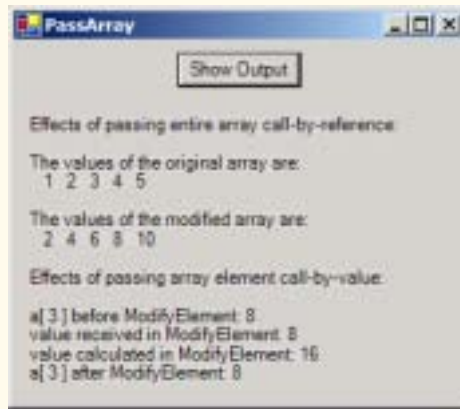 PassArray
Show Output
Effects of passing entire array call-by-reference:
The values of the original array are:
1 2 3 4 5
The values of the modified array are:
2 4 6 8 10
Effects of passing array element call-by-value:
a[ 3 ] before ModifyElement: 8
value received in ModifyElement: 8
value calculated in ModifyElement: 16
a[ 3 ] after ModifyElement: 8